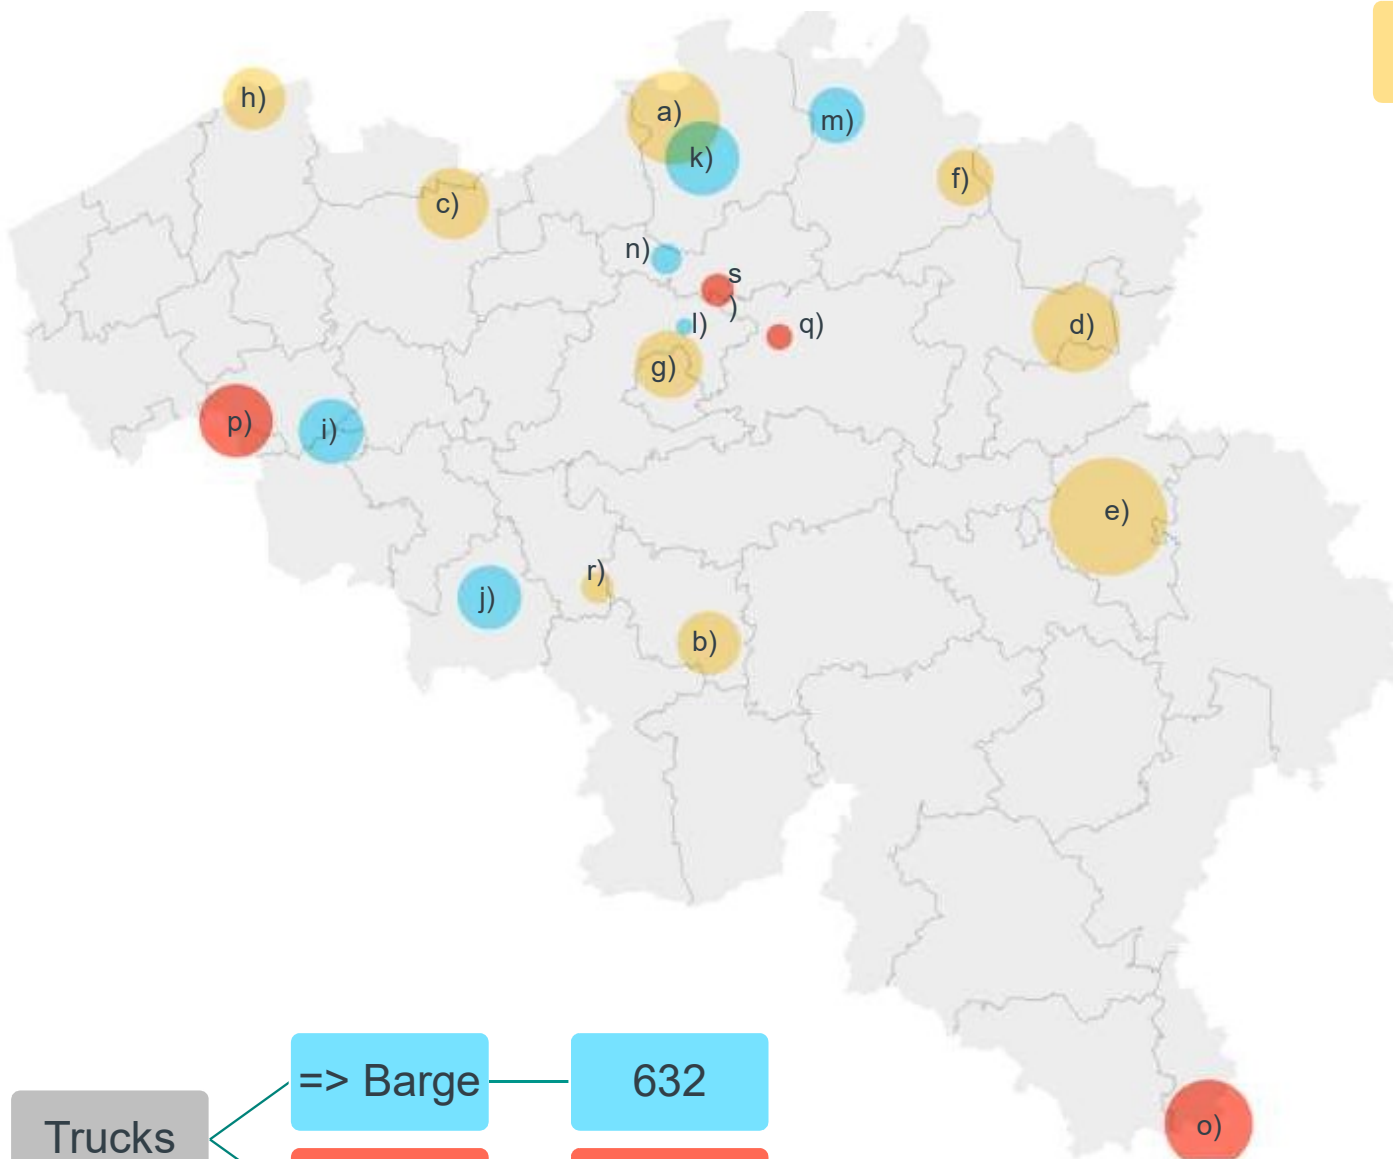 h)
a)
m)
k)
f)
c)
n)
s
)
l)
q)
d)
g)
p)
i)
e)
r)
j)
b)
=> Barge
632
Trucks
o)